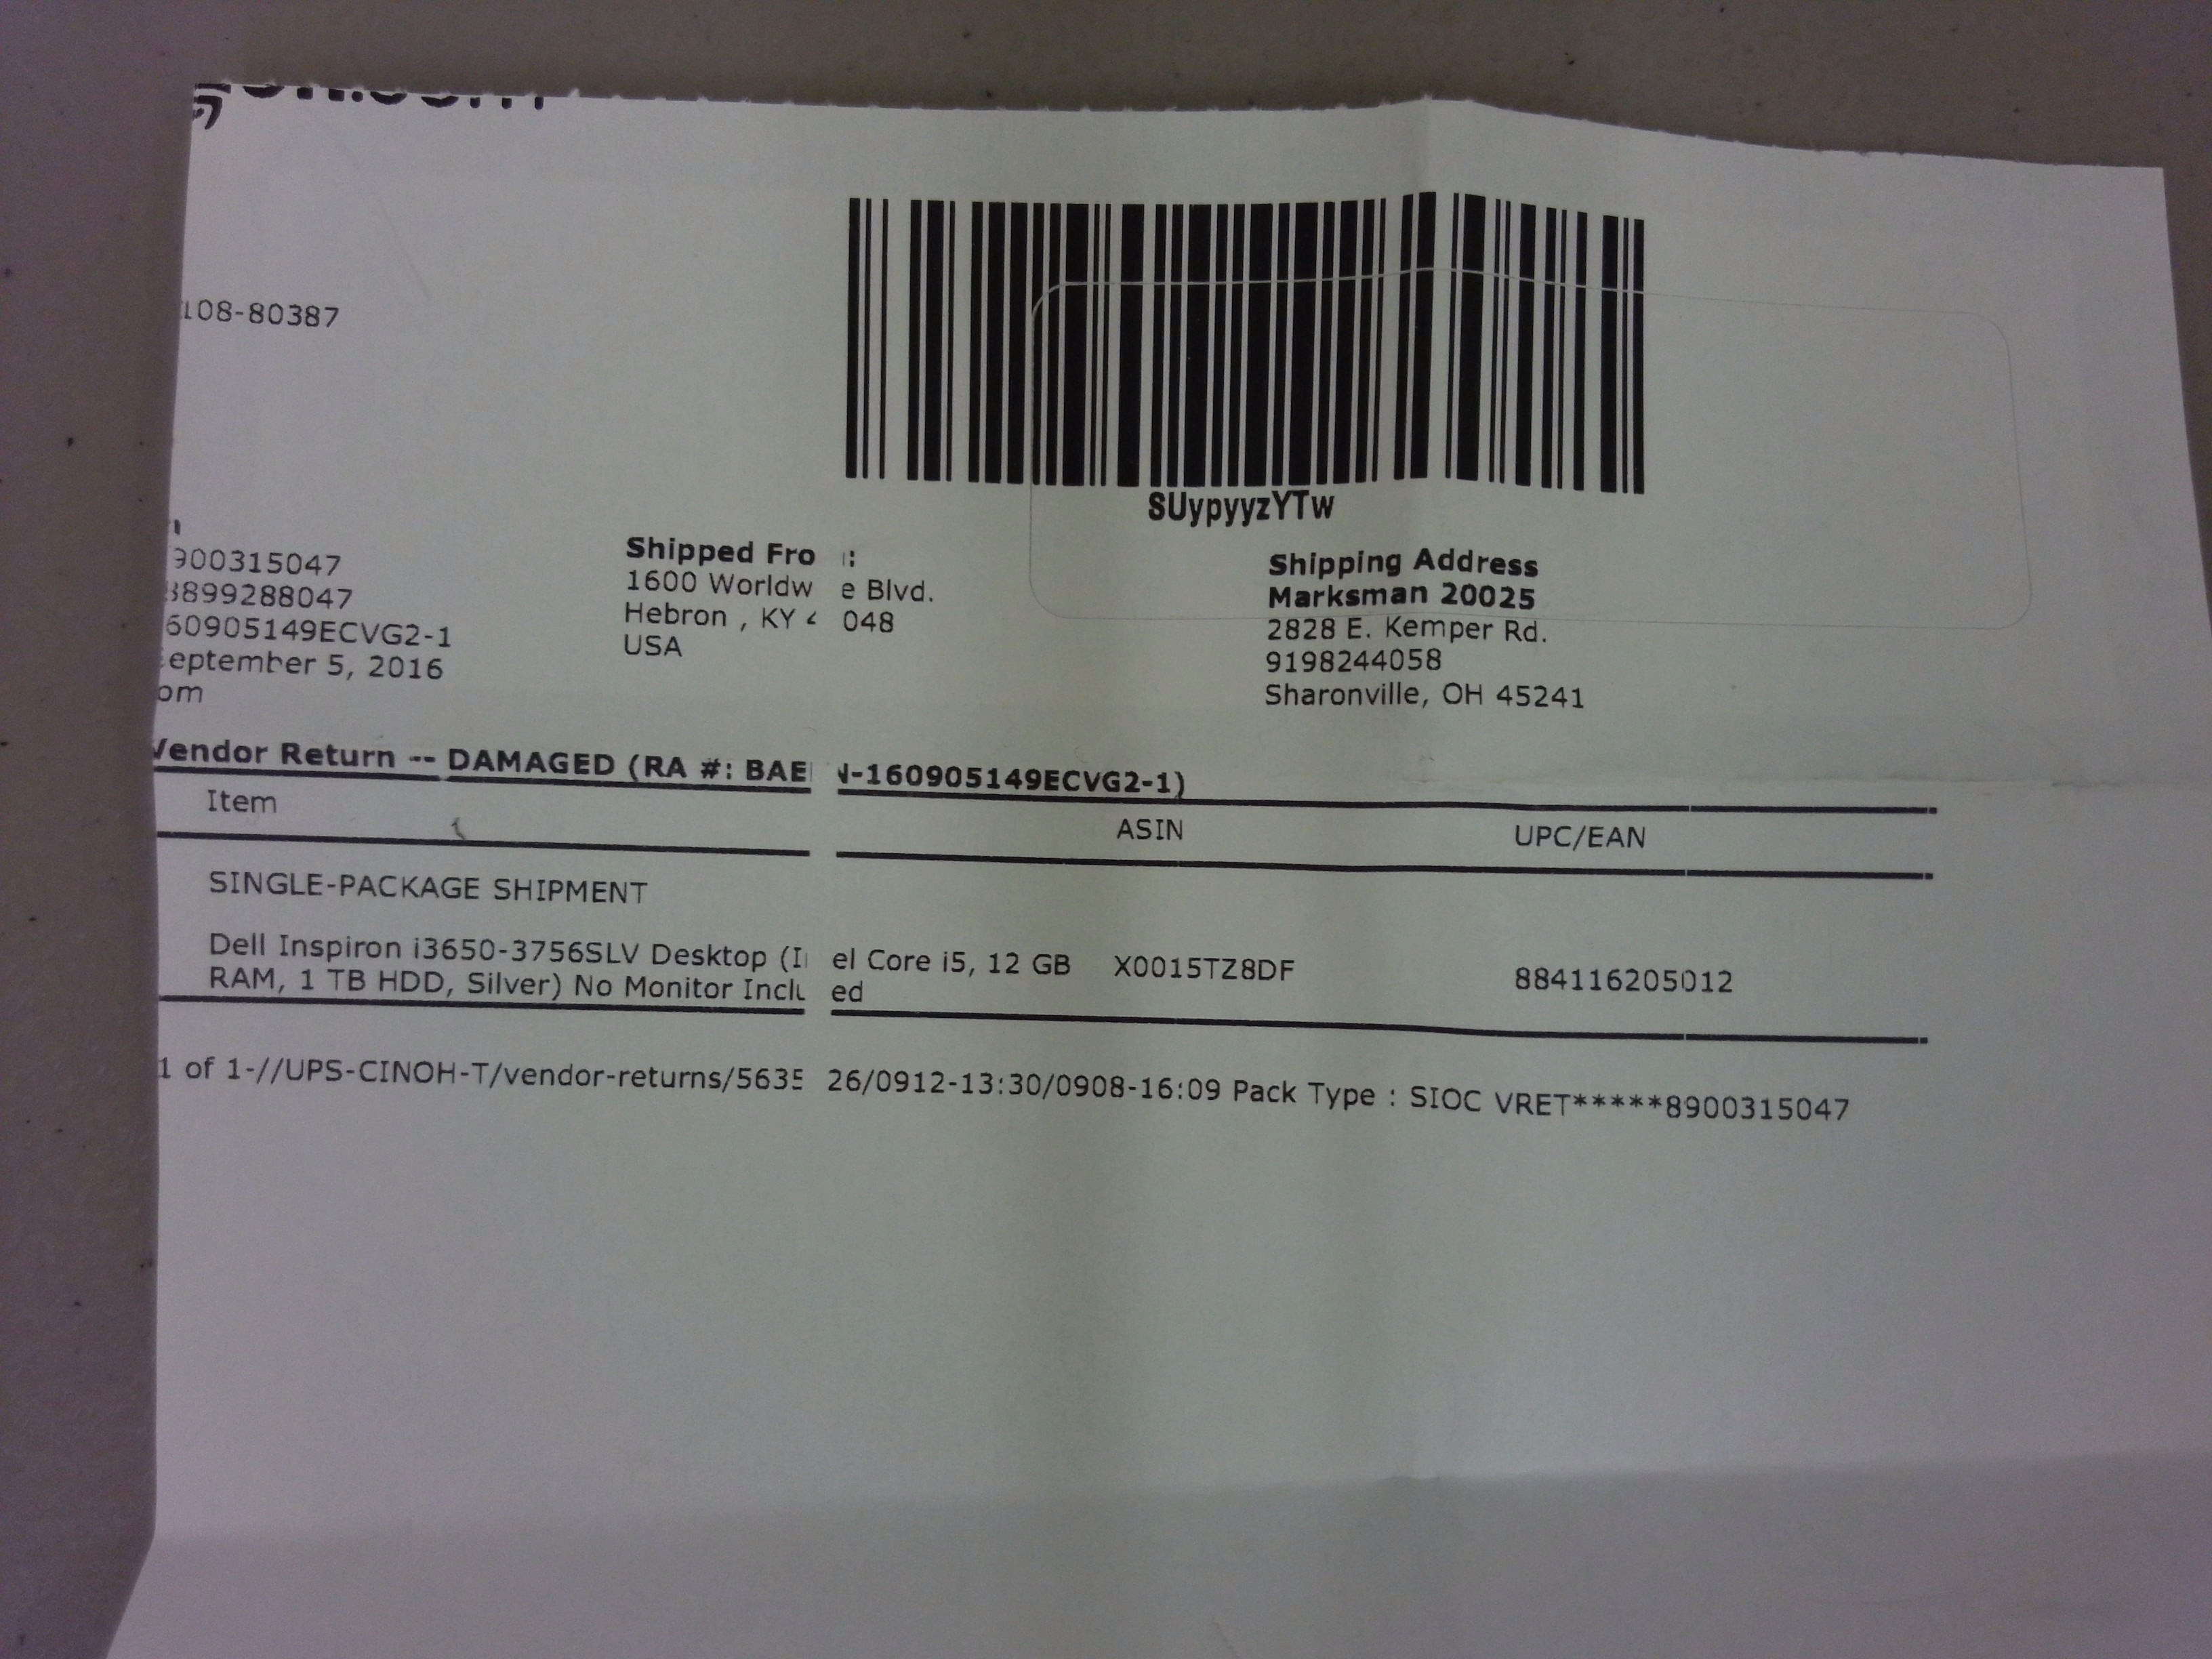 108-80387
SUypyyzYTw
900315047
8899288047
60905149ECVG2-1
eptember 5, 2016
om
Shipped Fro :
1600 Worldw e Blvd.
Hebron , KY 048
USA
Shipping Address
Marksman 20025
2828 E. Kemper Rd.
9198244058
Sharonville, OH 45241
Vendor Return -- DAMAGED (RA #: BAE N-160905149ECVG2-1)
Item ASIN UPC/EAN
SINGLE-PACKAGE SHIPMENT
Dell Inspiron i3650-3756SLV Desktop (I el Core i5, 12 GB X0015TZ8DF 884116205012
RAM, 1 TB HDD, Silver) No Monitor Incl ed
1 of 1-//UPS-CINOH-T/vendor-returns/5635 26/0912-13:30/0908-16:09 Pack Type : SIOC VRET*****8900315047